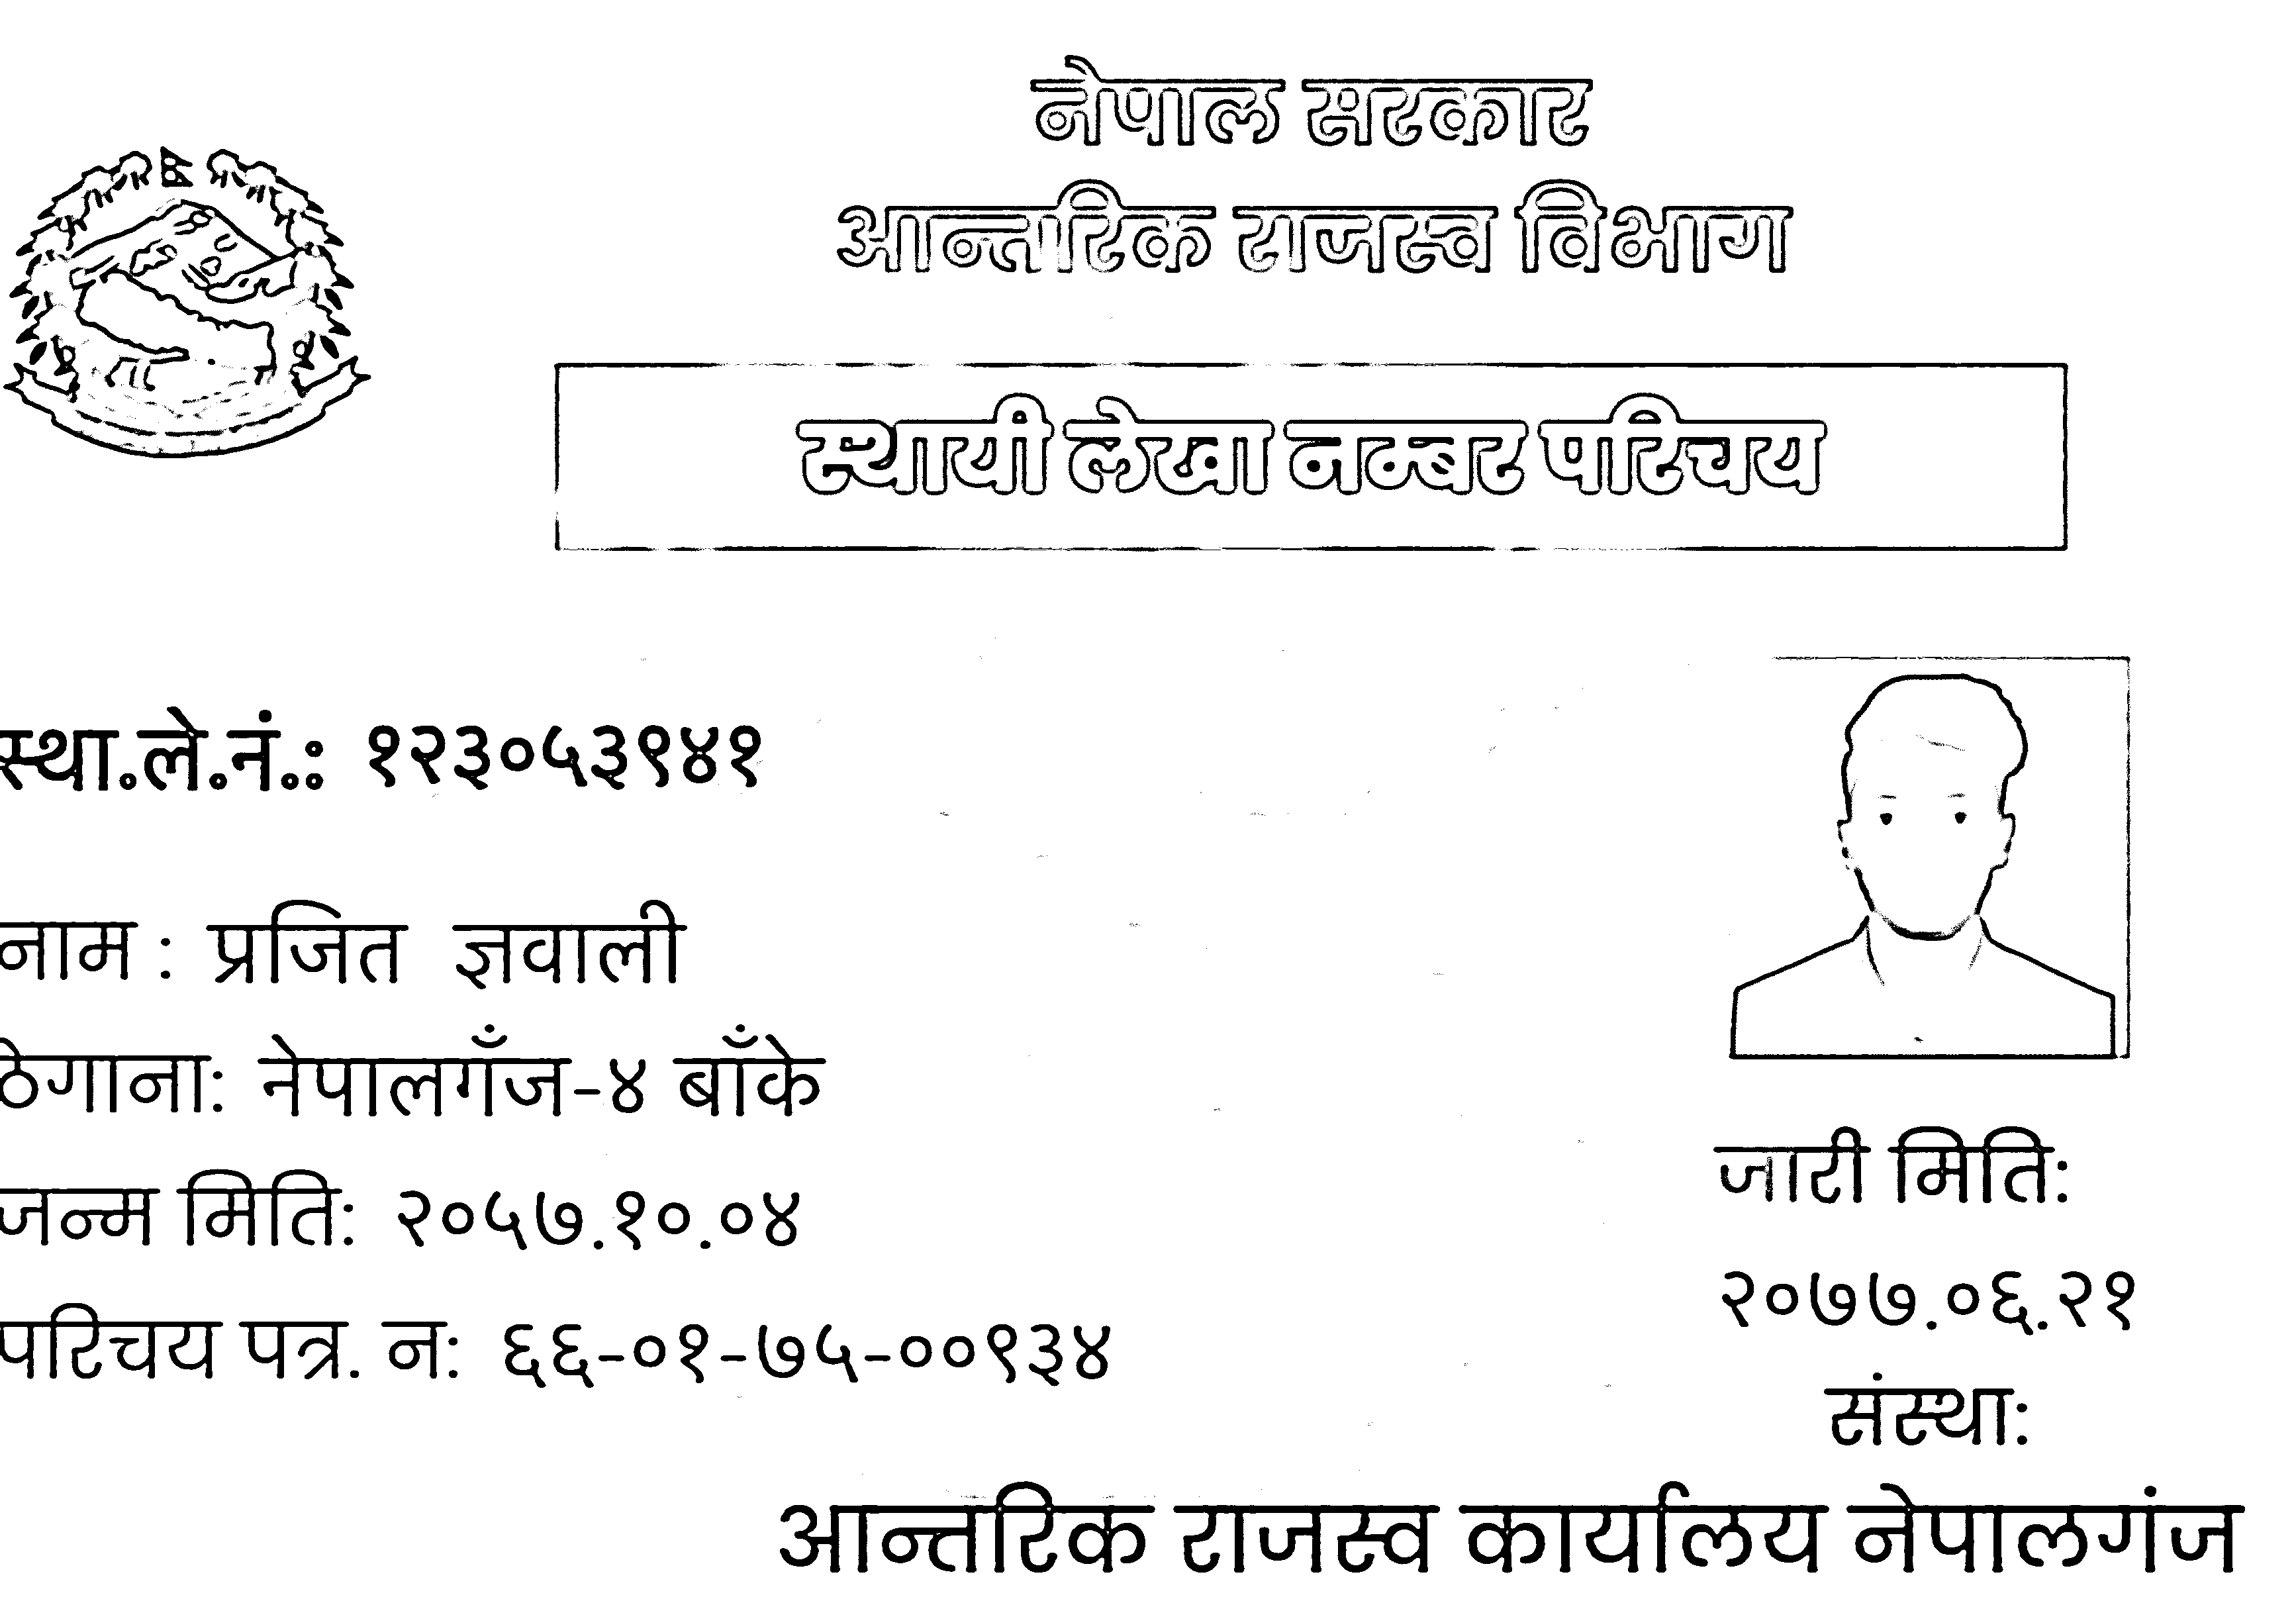 नेपाल सरकार
आन्तरिक राजस्व विभाग
स्थायी लेखा नम्बर परिचय
स्था.ले.नं.: १२३०५३९४१
नाम : प्रजित ज्ञवाली
ठेगाना: नेपालगँज-४ बाँके
जन्म मिति: २०५७.१०.०४
परिचय पत्र. न: ६६-०१-७५-००९३४
जारी मिति:
२०७७.०६.२१
संस्था:
आन्तरिक राजस्व कार्यालय नेपालगंज